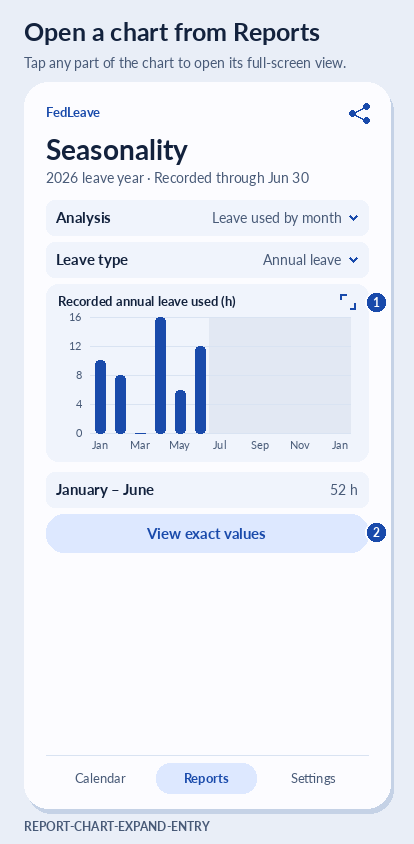 Open a chart from Reports
Tap any part of the chart to open its full-screen view.
FedLeave
Seasonality
2026 leave year · Recorded through Jun 30
Analysis Leave used by month
Leave type Annual leave
Recorded annual leave used (h)
1
16
12
8
4
0
Jan Mar May Jul Sep Nov Jan
January – June 52 h
View exact values
2
Calendar Reports Settings
REPORT-CHART-EXPAND-ENTRY